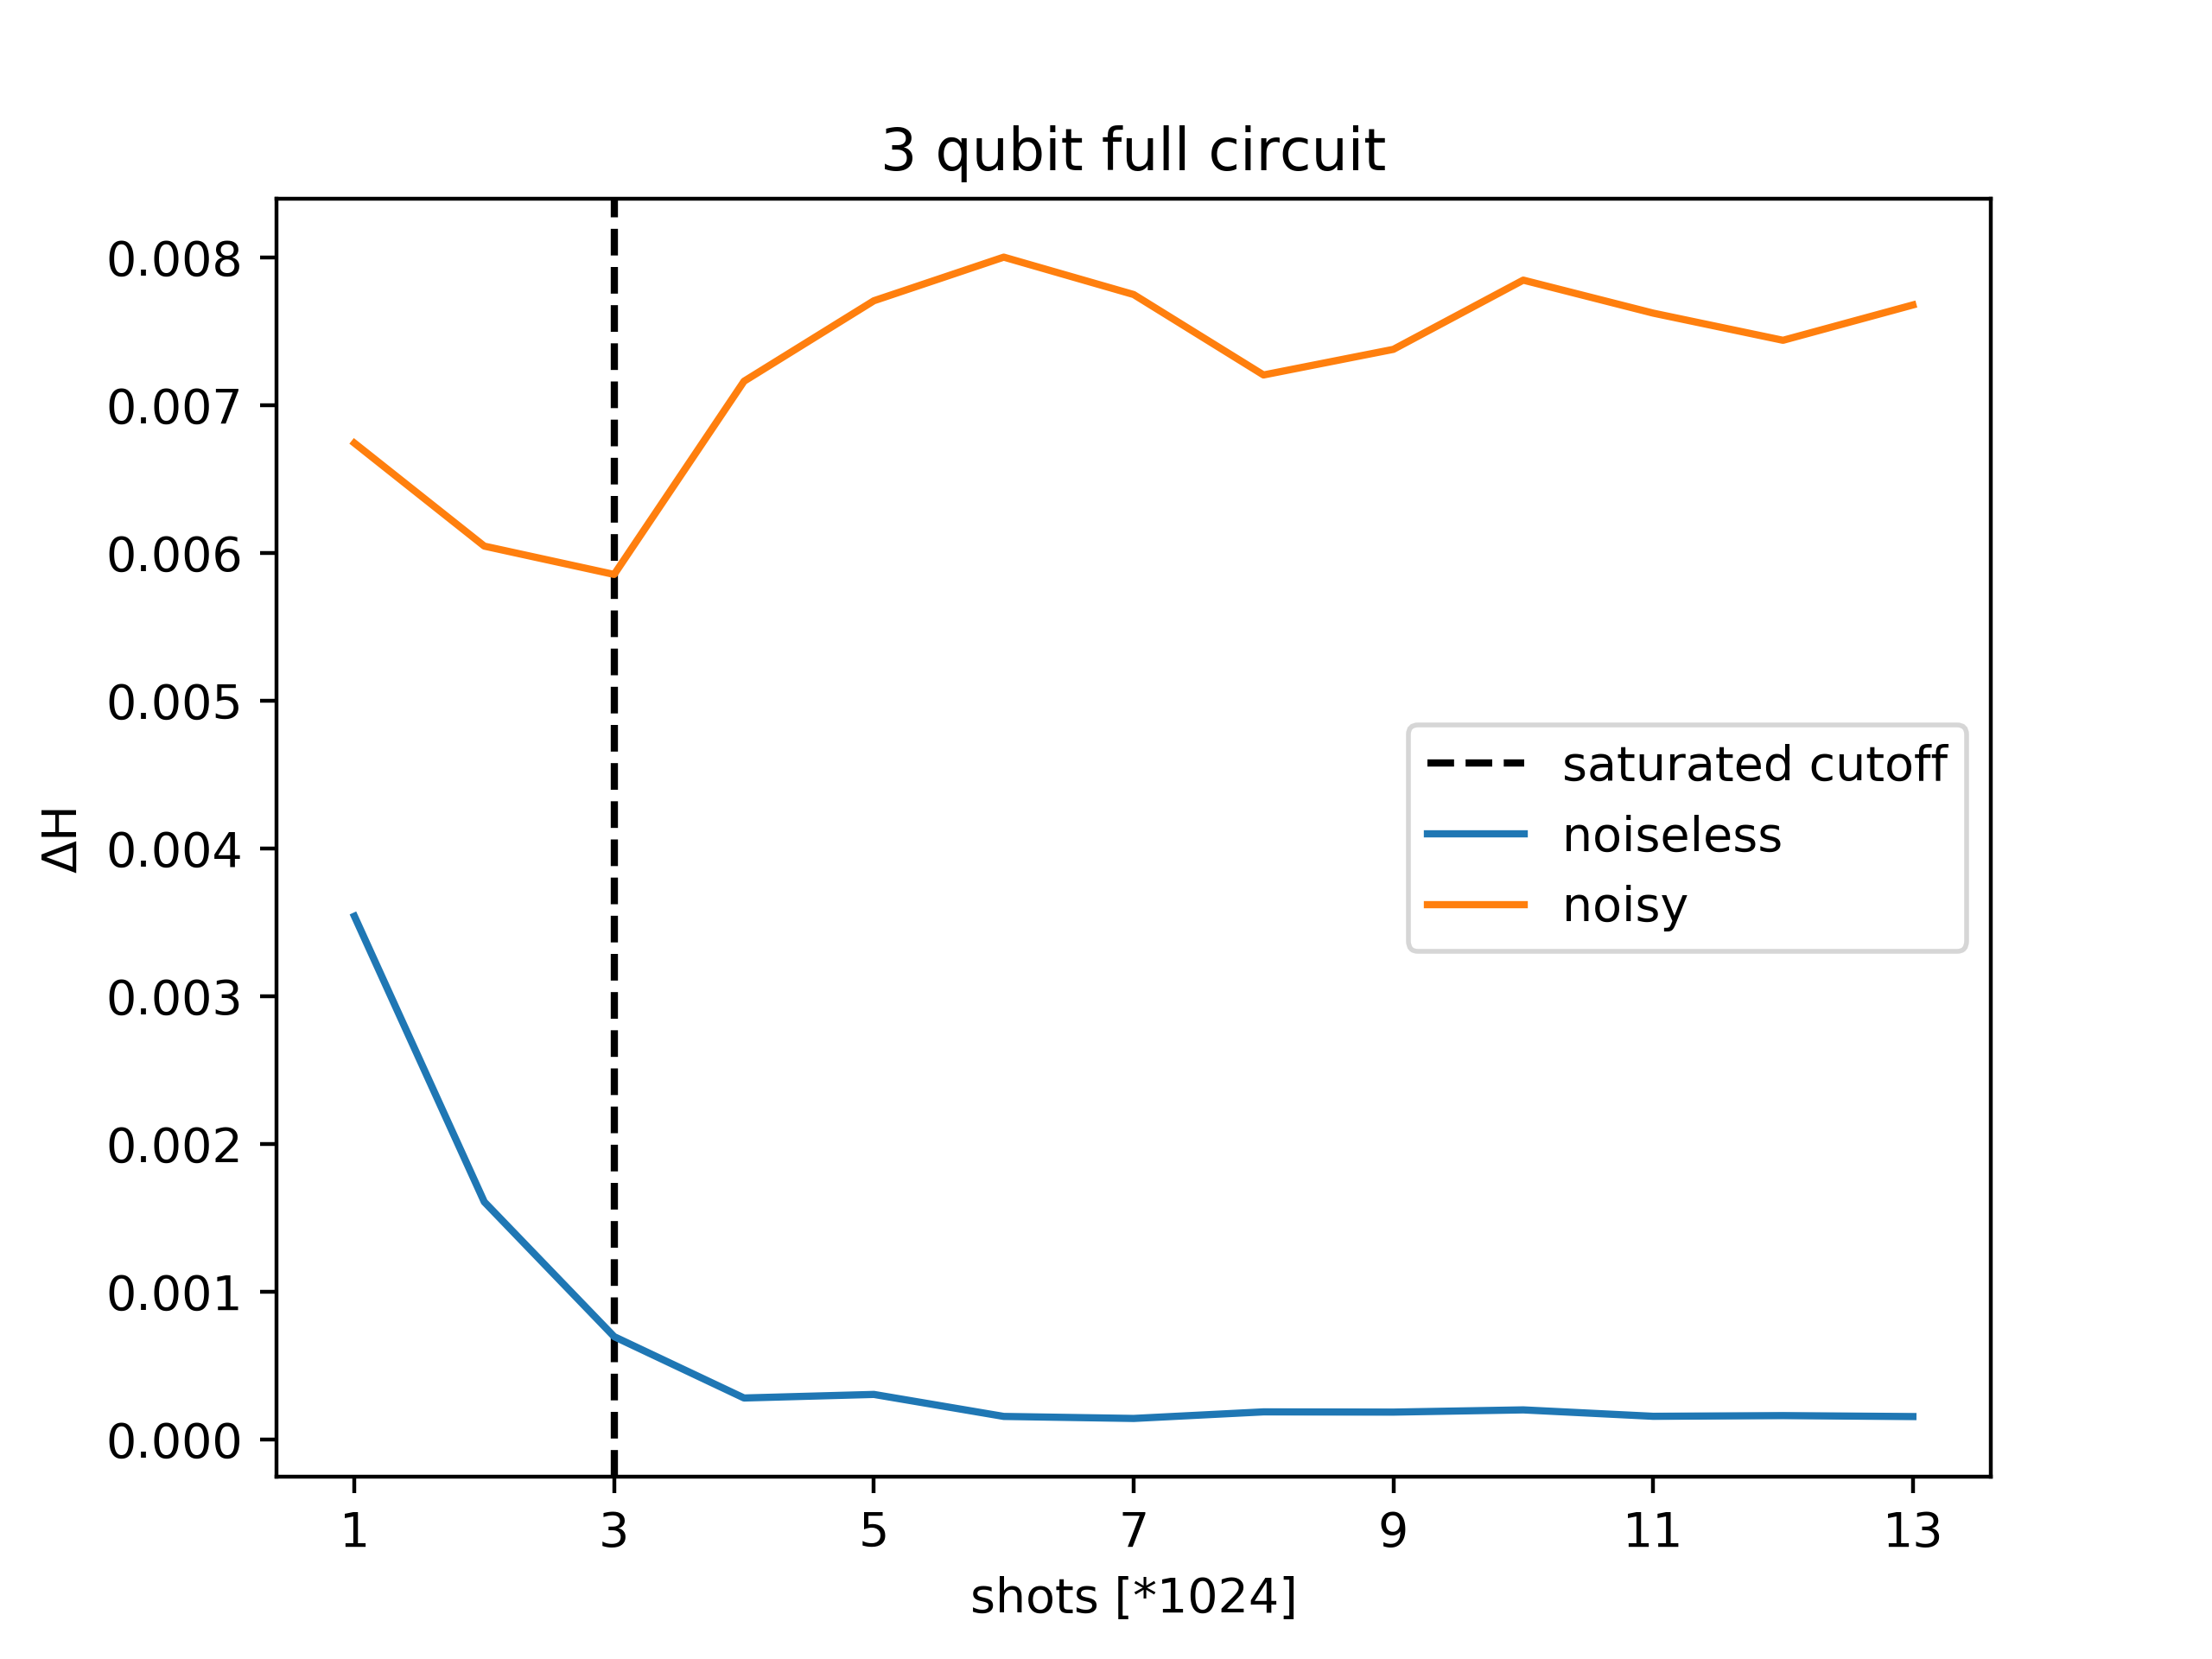 3 qubit full circuit
0.008
0.007
0.006
0.005
0.004
0.003
0.002
0.001
0.000
ΔH
saturated cutoff
noiseless
noisy
1 3 5 7 9 11 13
shots [*1024]